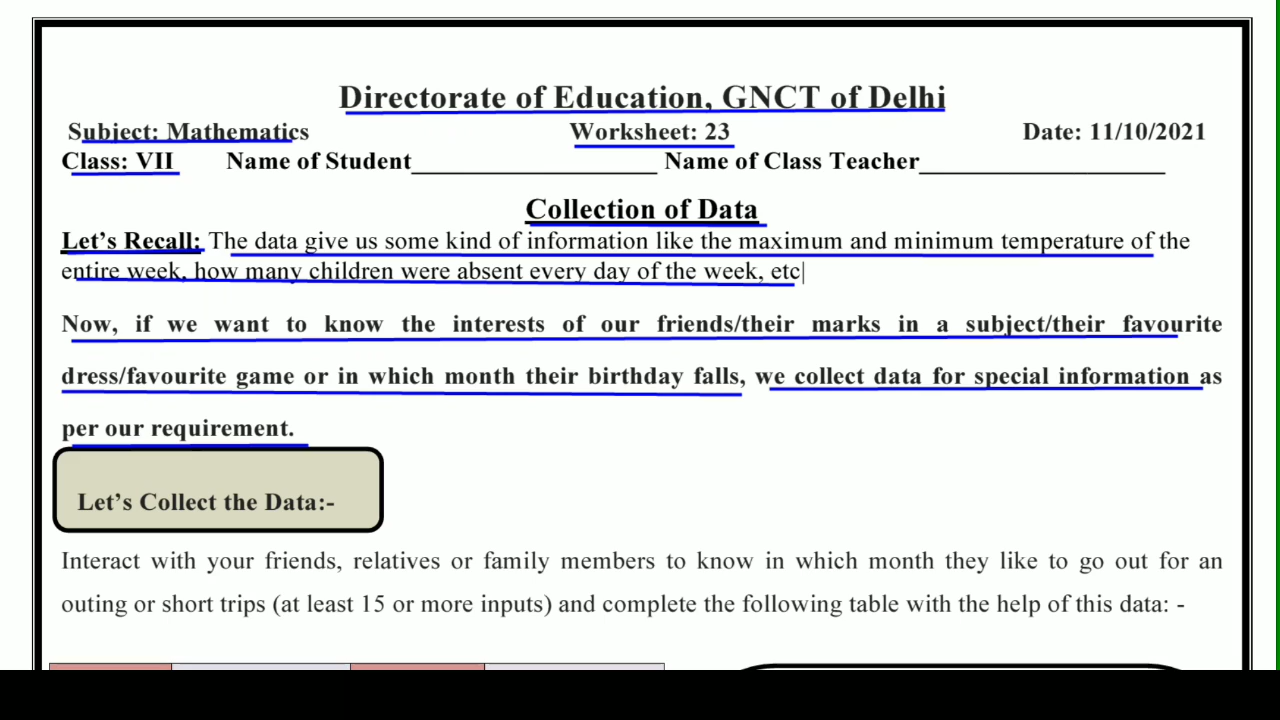 Directorate of Education, GNCT of Delhi
Subject: Mathematics Worksheet: 23 Date: 11/10/2021
Class: VII Name of Student____________________ Name of Class Teacher____________________
Collection of Data
Let’s Recall: The data give us some kind of information like the maximum and minimum temperature of the
entire week, how many children were absent every day of the week, etc
Now, if we want to know the interests of our friends/their marks in a subject/their favourite
dress/favourite game or in which month their birthday falls, we collect data for special information as
per our requirement.
Let’s Collect the Data:-
Interact with your friends, relatives or family members to know in which month they like to go out for an
outing or short trips (at least 15 or more inputs) and complete the following table with the help of this data: -